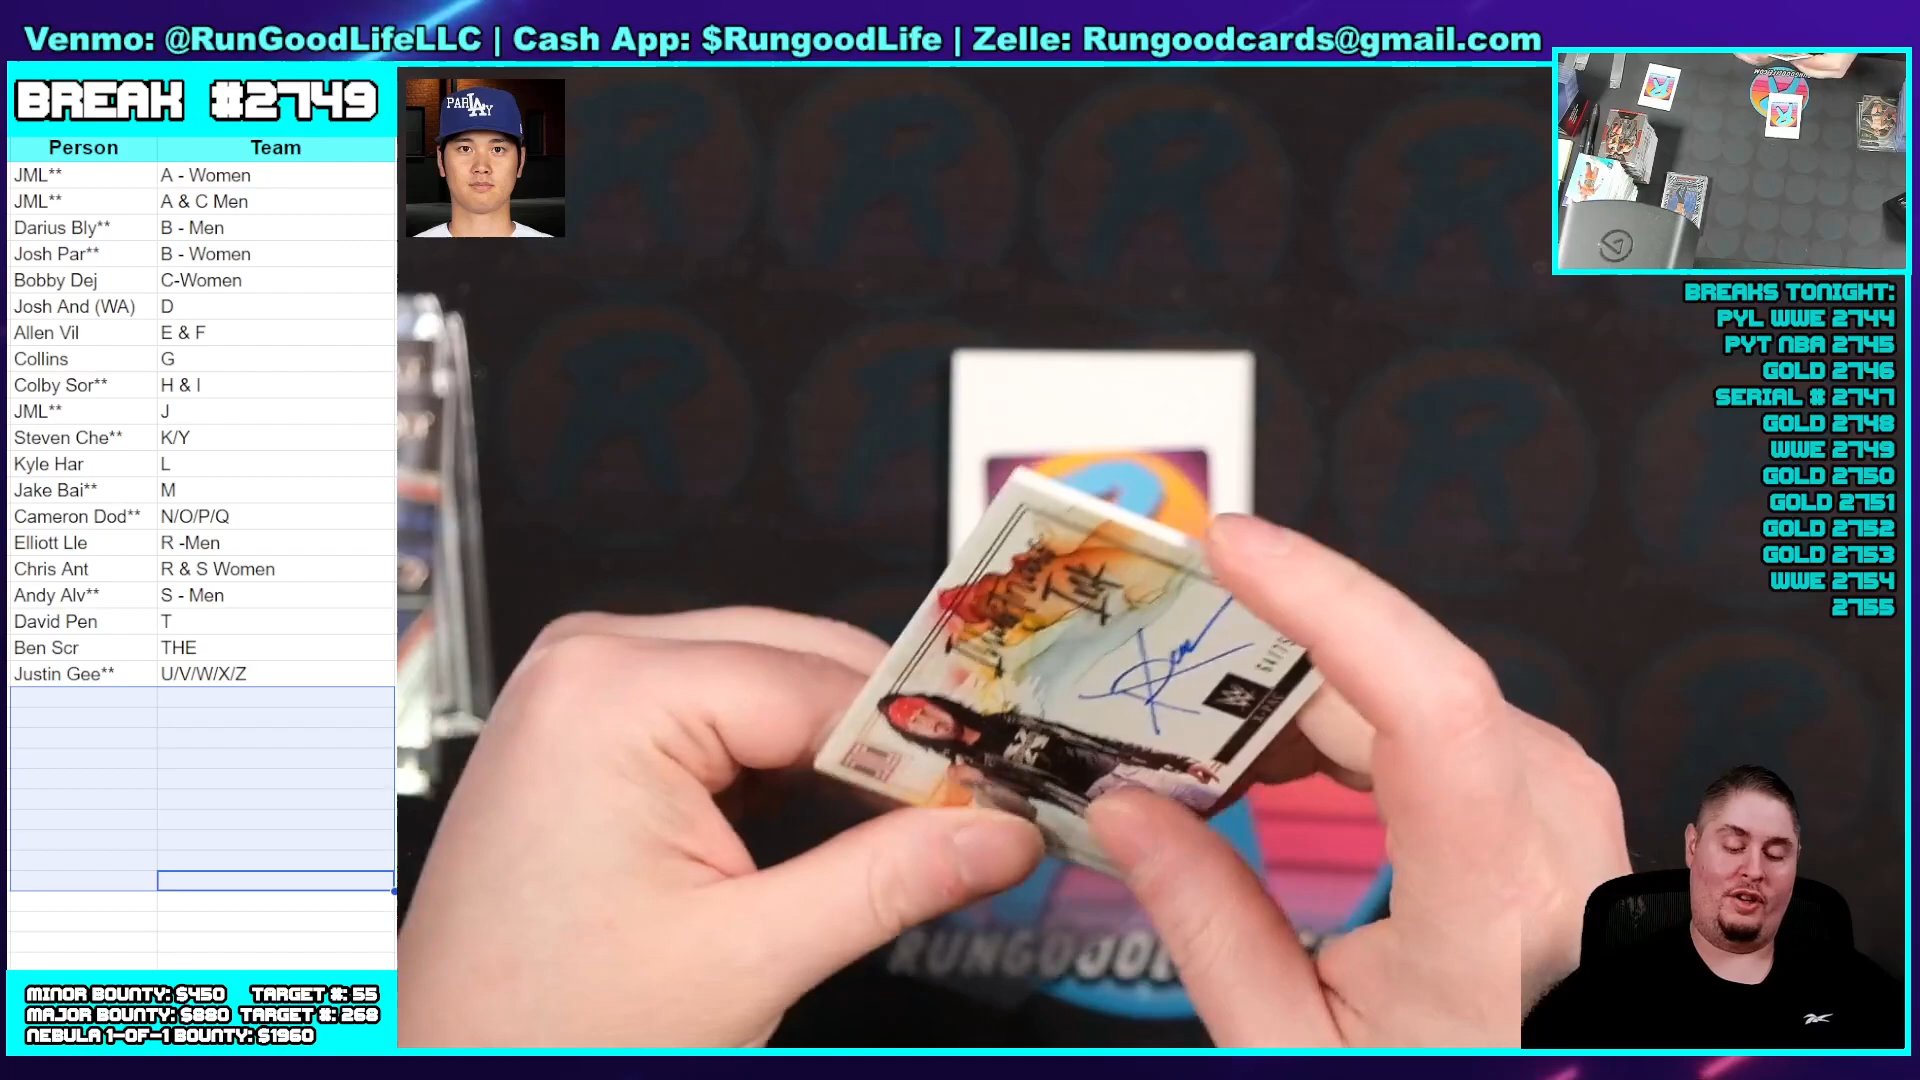 Venmo: @RunGoodLifeLLC | Cash App: $RungoodLife | Zelle: Rungoodcards@gmail.com
BREAK #2749
Person Team
JML** A - Women
JML** A & C Men
Darius Bly** B - Men
Josh Par** B - Women
Bobby Dej C-Women
Josh And (WA) D
Allen Vil E & F
Collins G
Colby Sor** H & I
JML** J
Steven Che** K/Y
Kyle Har L
Jake Bai** M
Cameron Dod** N/O/P/Q
Elliott Lle R -Men
Chris Ant R & S Women
Andy Alv** S - Men
David Pen T
Ben Scr THE
Justin Gee** U/V/W/X/Z
MINOR BOUNTY: $450 TARGET #: 55
MAJOR BOUNTY: $880 TARGET #: 268
NEBULA 1-OF-1 BOUNTY: $1960
PARLAY
Ink
X-PAC
BREAKS TONIGHT:
PYL WWE 2744
PYT NBA 2745
GOLD 2746
SERIAL # 2747
GOLD 2748
WWE 2749
GOLD 2750
GOLD 2751
GOLD 2752
GOLD 2753
WWE 2754
2755